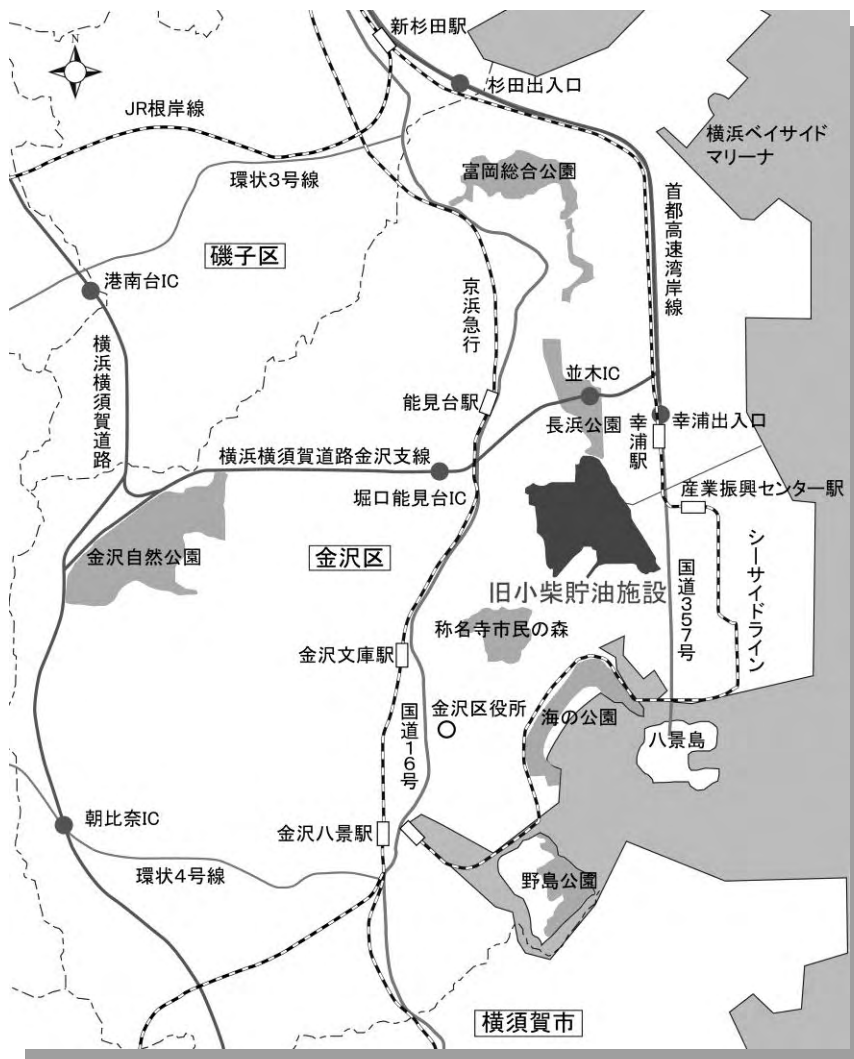 新杉田駅
N
杉田出入口
JR根岸線
横浜ベイサイド
マリーナ
富岡総合公園
環状3号線
首都高速湾岸線
磯子区
港南台IC
京浜急行
横浜横須賀道路
並木IC
能見台駅
長浜公園
幸浦出入口
幸浦駅
横浜横須賀道路金沢支線
産業振興センター駅
堀口能見台IC
金沢自然公園
金沢区
シーサイドライン
国道357号
旧小柴貯油施設
称名寺市民の森
金沢文庫駅
金沢区役所
海の公園
国道16号
八景島
朝比奈IC
金沢八景駅
環状4号線
野島公園
横須賀市